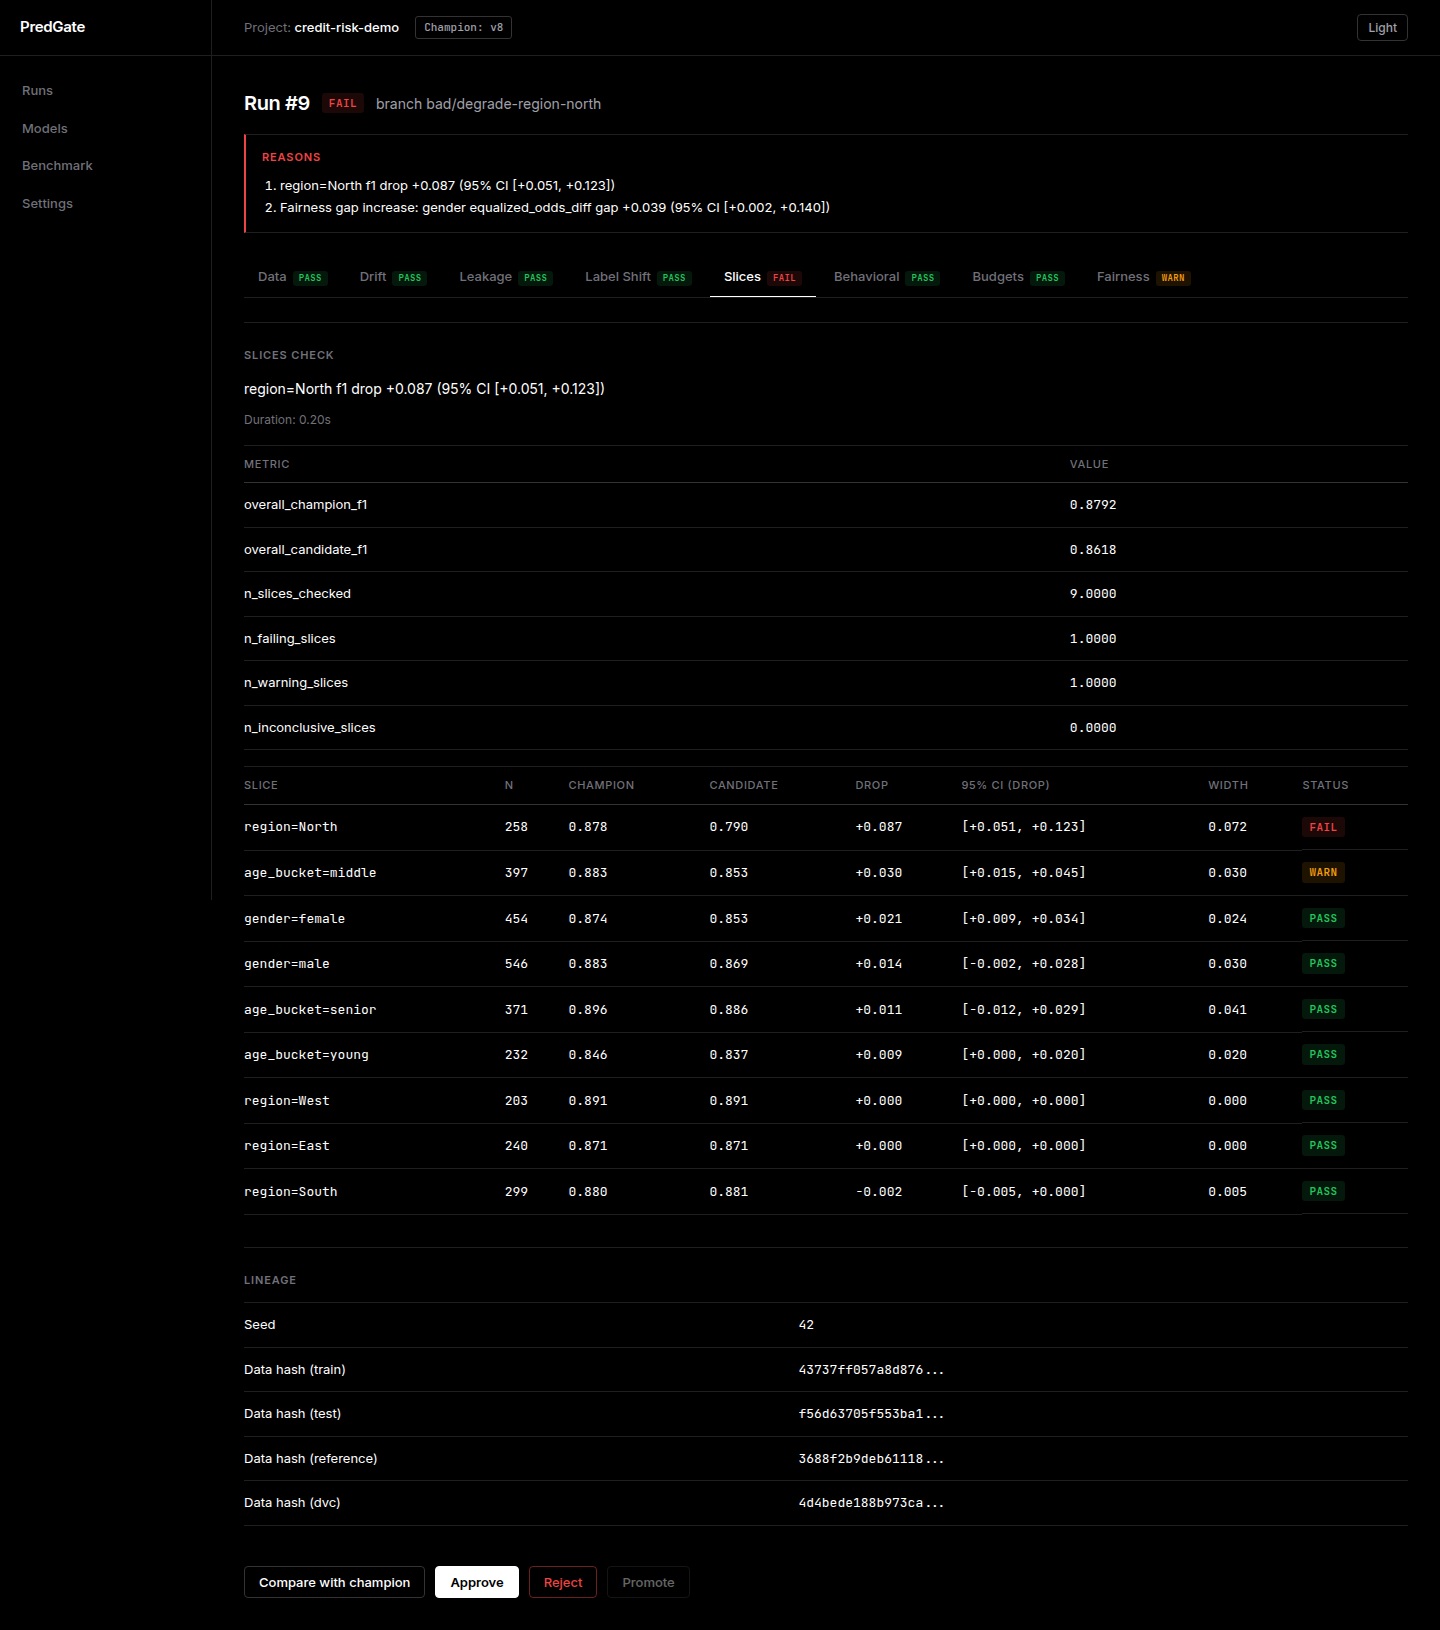 PredGate
Project: credit-risk-demo Champion: v8 Light
Runs
Models
Benchmark
Settings
Run #9 FAIL branch bad/degrade-region-north
REASONS
1. region=North f1 drop +0.087 (95% CI [+0.051, +0.123])
2. Fairness gap increase: gender equalized_odds_diff gap +0.039 (95% CI [+0.002, +0.140])
Data PASS Drift PASS Leakage PASS Label Shift PASS Slices FAIL Behavioral PASS Budgets PASS Fairness WARN
SLICES CHECK
region=North f1 drop +0.087 (95% CI [+0.051, +0.123])
Duration: 0.20s
METRIC VALUE
overall_champion_f1 0.8792
overall_candidate_f1 0.8618
n_slices_checked 9.0000
n_failing_slices 1.0000
n_warning_slices 1.0000
n_inconclusive_slices 0.0000
SLICE N CHAMPION CANDIDATE DROP 95% CI (DROP) WIDTH STATUS
region=North 258 0.878 0.790 +0.087 [+0.051, +0.123] 0.072 FAIL
age_bucket=middle 397 0.883 0.853 +0.030 [+0.015, +0.045] 0.030 WARN
gender=female 454 0.874 0.853 +0.021 [+0.009, +0.034] 0.024 PASS
gender=male 546 0.883 0.869 +0.014 [-0.002, +0.028] 0.030 PASS
age_bucket=senior 371 0.896 0.886 +0.011 [-0.012, +0.029] 0.041 PASS
age_bucket=young 232 0.846 0.837 +0.009 [+0.000, +0.020] 0.020 PASS
region=West 203 0.891 0.891 +0.000 [+0.000, +0.000] 0.000 PASS
region=East 240 0.871 0.871 +0.000 [+0.000, +0.000] 0.000 PASS
region=South 299 0.880 0.881 -0.002 [-0.005, +0.000] 0.005 PASS
LINEAGE
Seed 42
Data hash (train) 43737ff057a8d876...
Data hash (test) f56d63705f553ba1...
Data hash (reference) 3688f2b9deb61118...
Data hash (dvc) 4d4bede188b973ca...
Compare with champion Approve Reject Promote